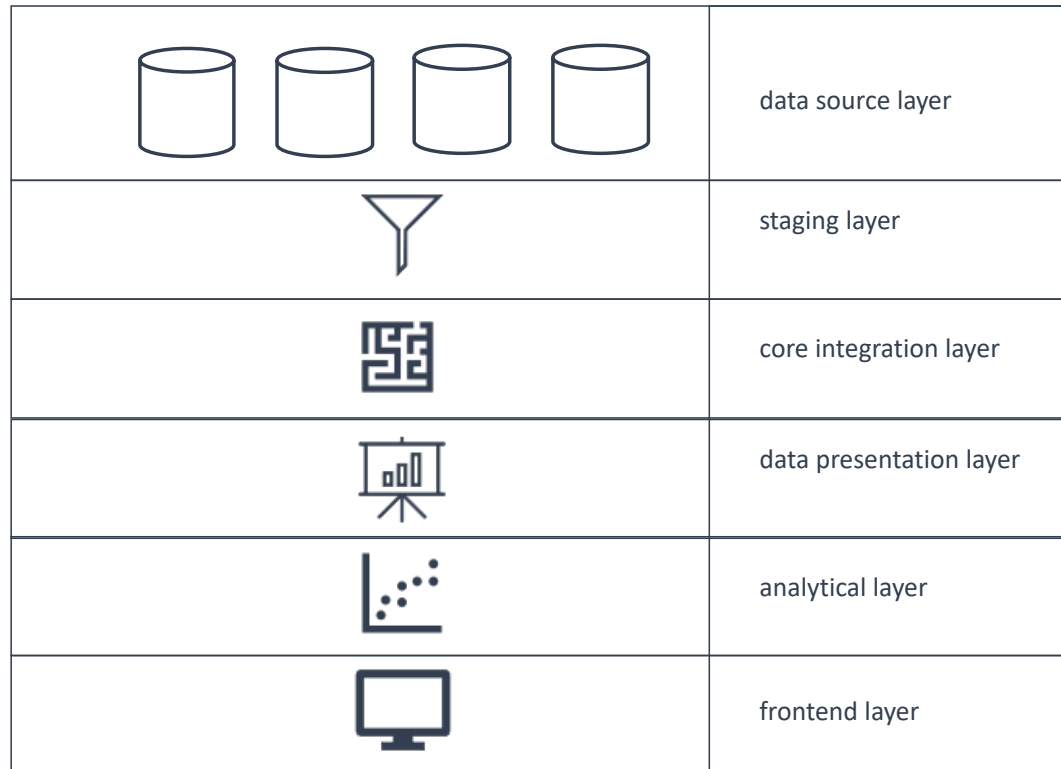 data source layer
staging layer
core integration layer
data presentation layer
analytical layer
frontend layer